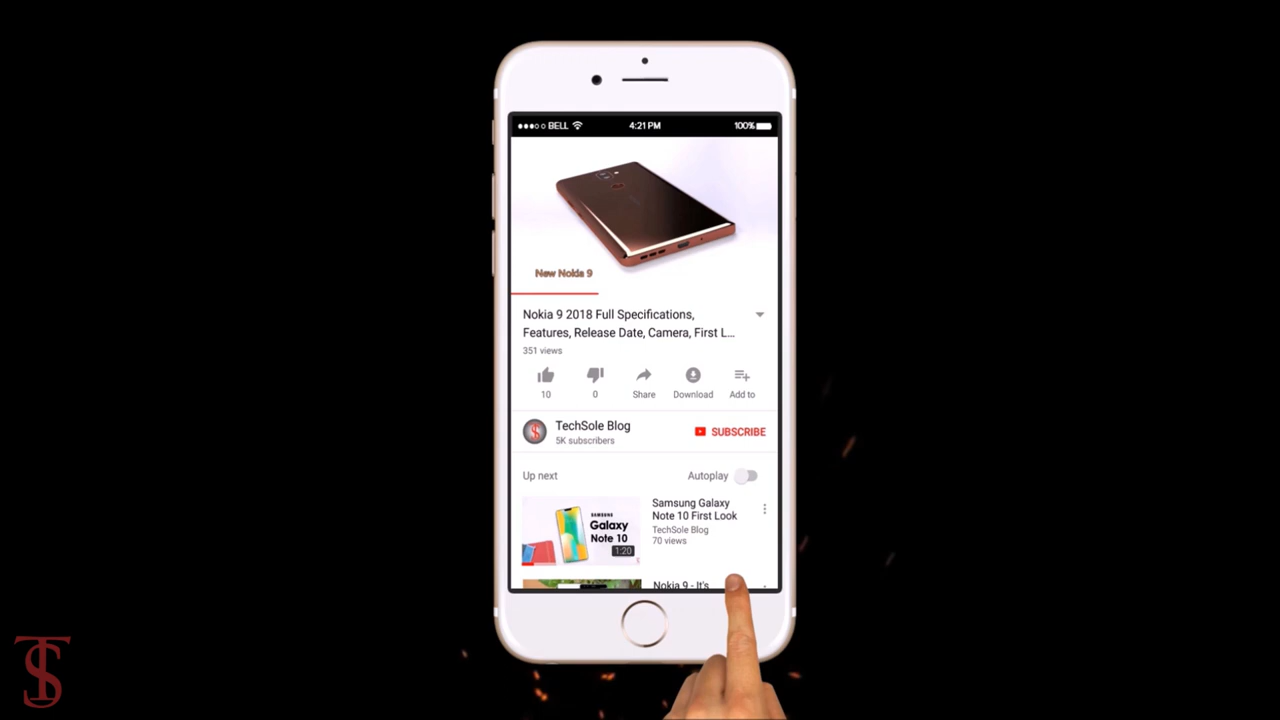 BELL
4:21 PM
100%
New Nokia 9
Nokia 9 2018 Full Specifications,
Features, Release Date, Camera, First L...
351 views
10
0
Share
Download
Add to
TechSole Blog
5K subscribers
SUBSCRIBE
Up next
Autoplay
SAMSUNG
Galaxy
Note 10
1:20
Samsung Galaxy
Note 10 First Look
TechSole Blog
70 views
Nokia 9 - It's
TS